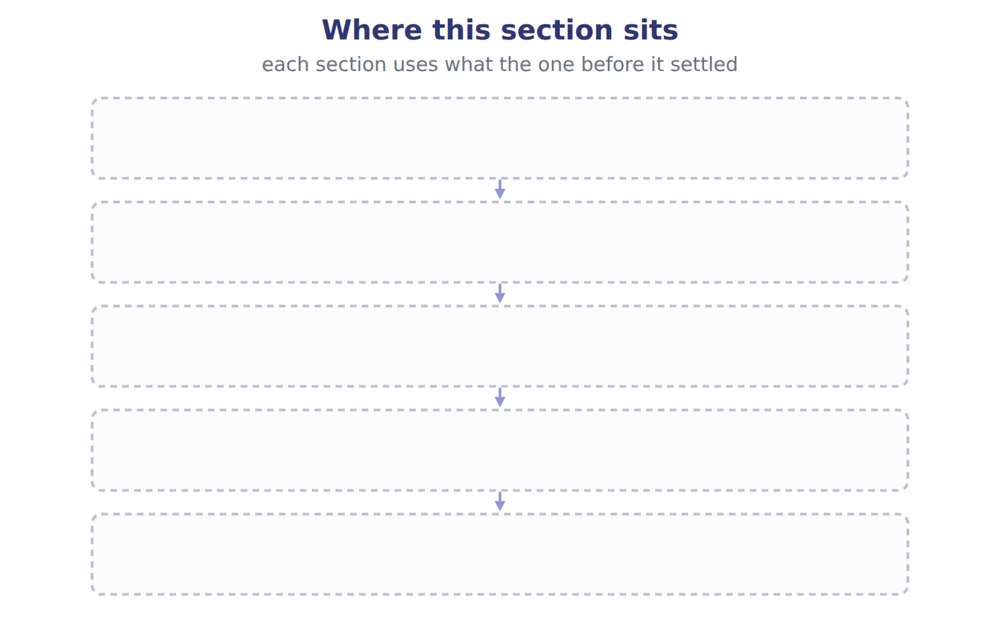 Where this section sits
each section uses what the one before it settled